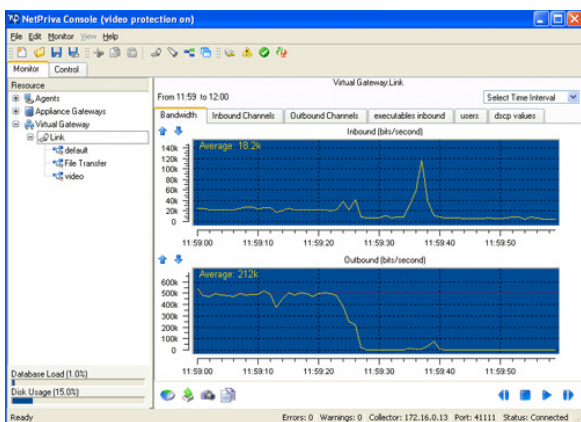 NetPriva Console (video protection on)
File Edit Monitor View Help
Monitor Control
Resource
Agents
Appliance Gateways
Virtual Gateway
Link
default
File Transfer
video
Database Load (1.0%)
Disk Usage (15.0%)
Virtual Gateway:Link
From 11:59 to 12:00
Select Time Interval
Bandwidth Inbound Channels Outbound Channels executables inbound users dscp values
Inbound (bits/second)
Average: 18.2k
140k
120k
100k
80k
60k
40k
20k
0
11:59:00 11:59:10 11:59:20 11:59:30 11:59:40 11:59:50
Outbound (bits/second)
Average: 212k
600k
500k
400k
300k
200k
100k
0
11:59:00 11:59:10 11:59:20 11:59:30 11:59:40 11:59:50
Ready Errors: 0 Warnings: 0 Collector: 172.16.0.13 Port: 41111 Status: Connected